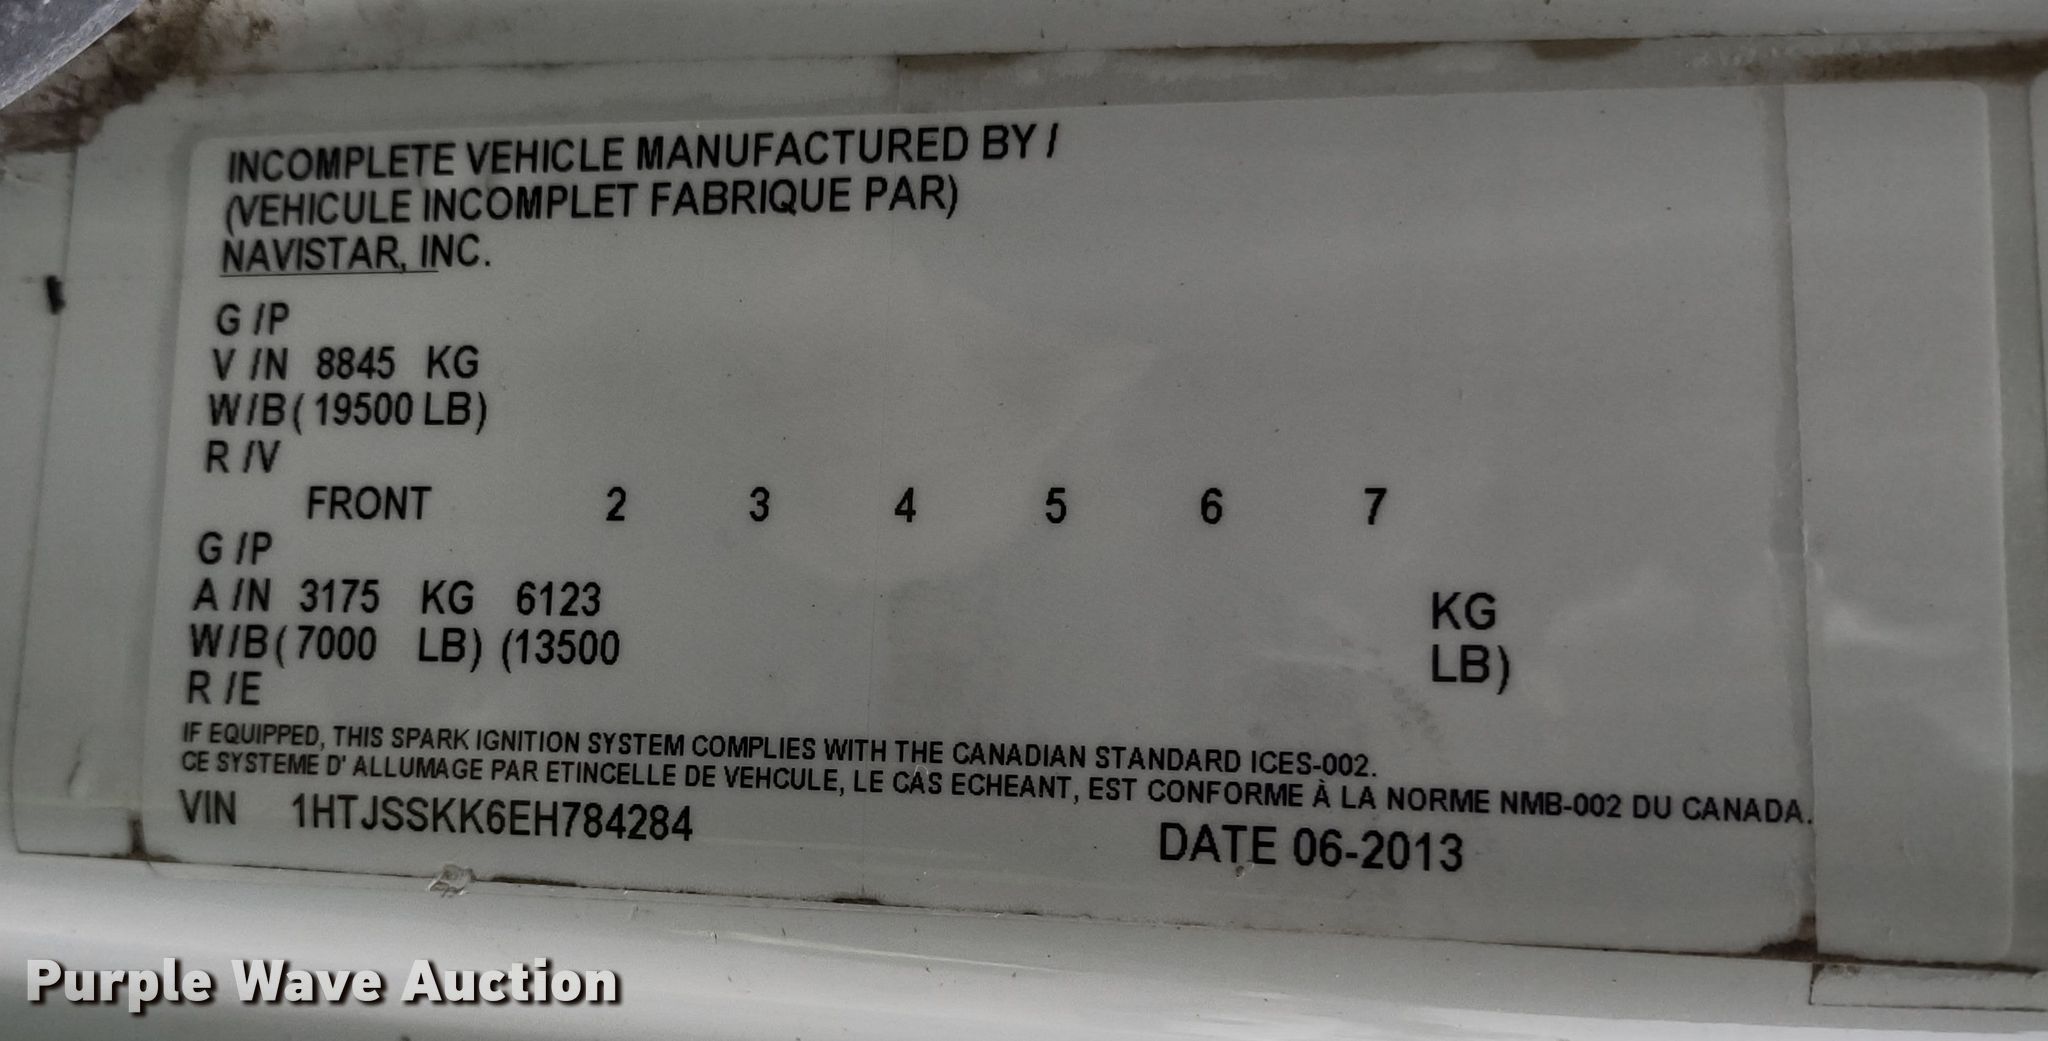 INCOMPLETE VEHICLE MANUFACTURED BY /
(VEHICULE INCOMPLET FABRIQUE PAR)
NAVISTAR, INC.
G /P
V /N 8845 KG
W/B( 19500 LB)
R /V
FRONT 2 3 4 5 6 7
G /P
A /N 3175 KG 6123 KG
W/B( 7000 LB) (13500 LB)
R /E
IF EQUIPPED, THIS SPARK IGNITION SYSTEM COMPLIES WITH THE CANADIAN STANDARD ICES-002.
CE SYSTEME D' ALLUMAGE PAR ETINCELLE DE VEHCULE, LE CAS ECHEANT, EST CONFORME À LA NORME NMB-002 DU CANADA.
VIN 1HTJSSKK6EH784284 DATE 06-2013
Purple Wave Auction